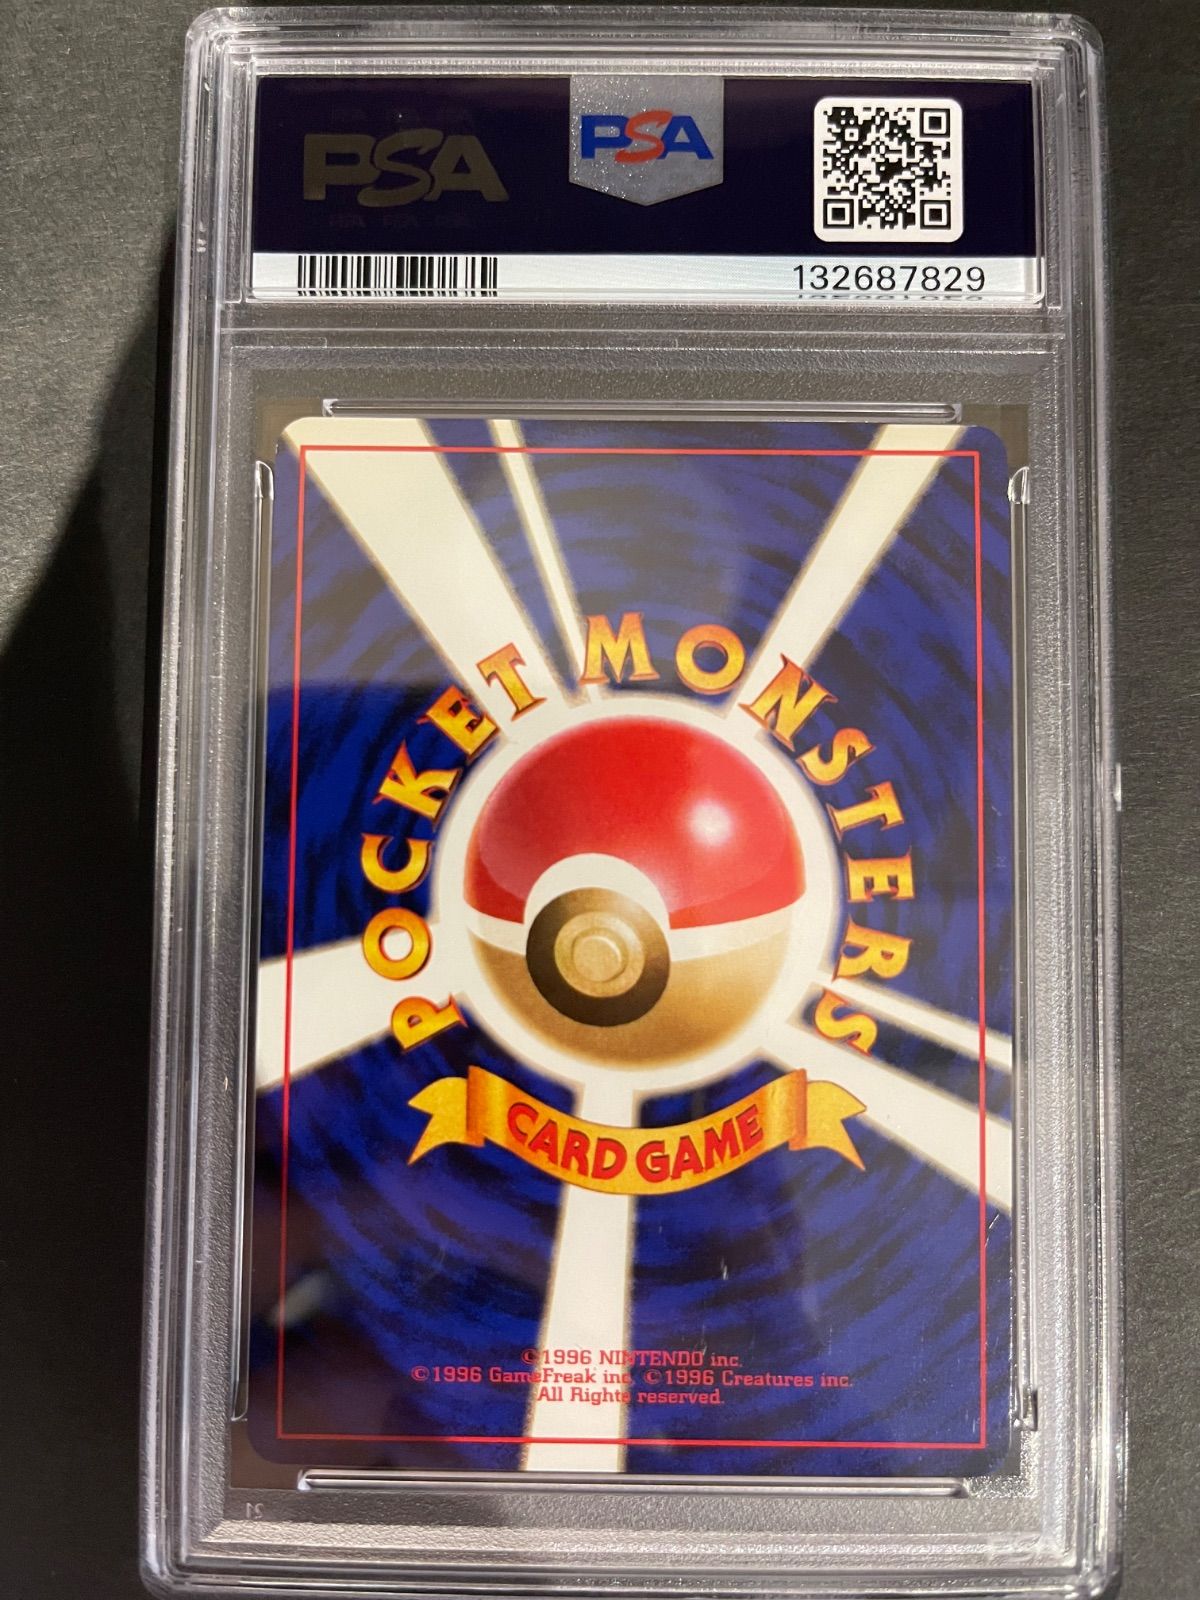 PSA
PSA
132687829
POCKET MONSTERS
CARD GAME
©1996 NINTENDO inc.
©1996 GameFreak inc. ©1996 Creatures inc.
All Rights reserved.
21